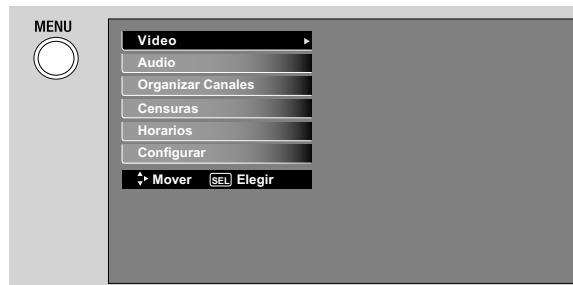 MENU
Video
Audio
Organizar Canales
Censuras
Horarios
Configurar
Mover SEL Elegir